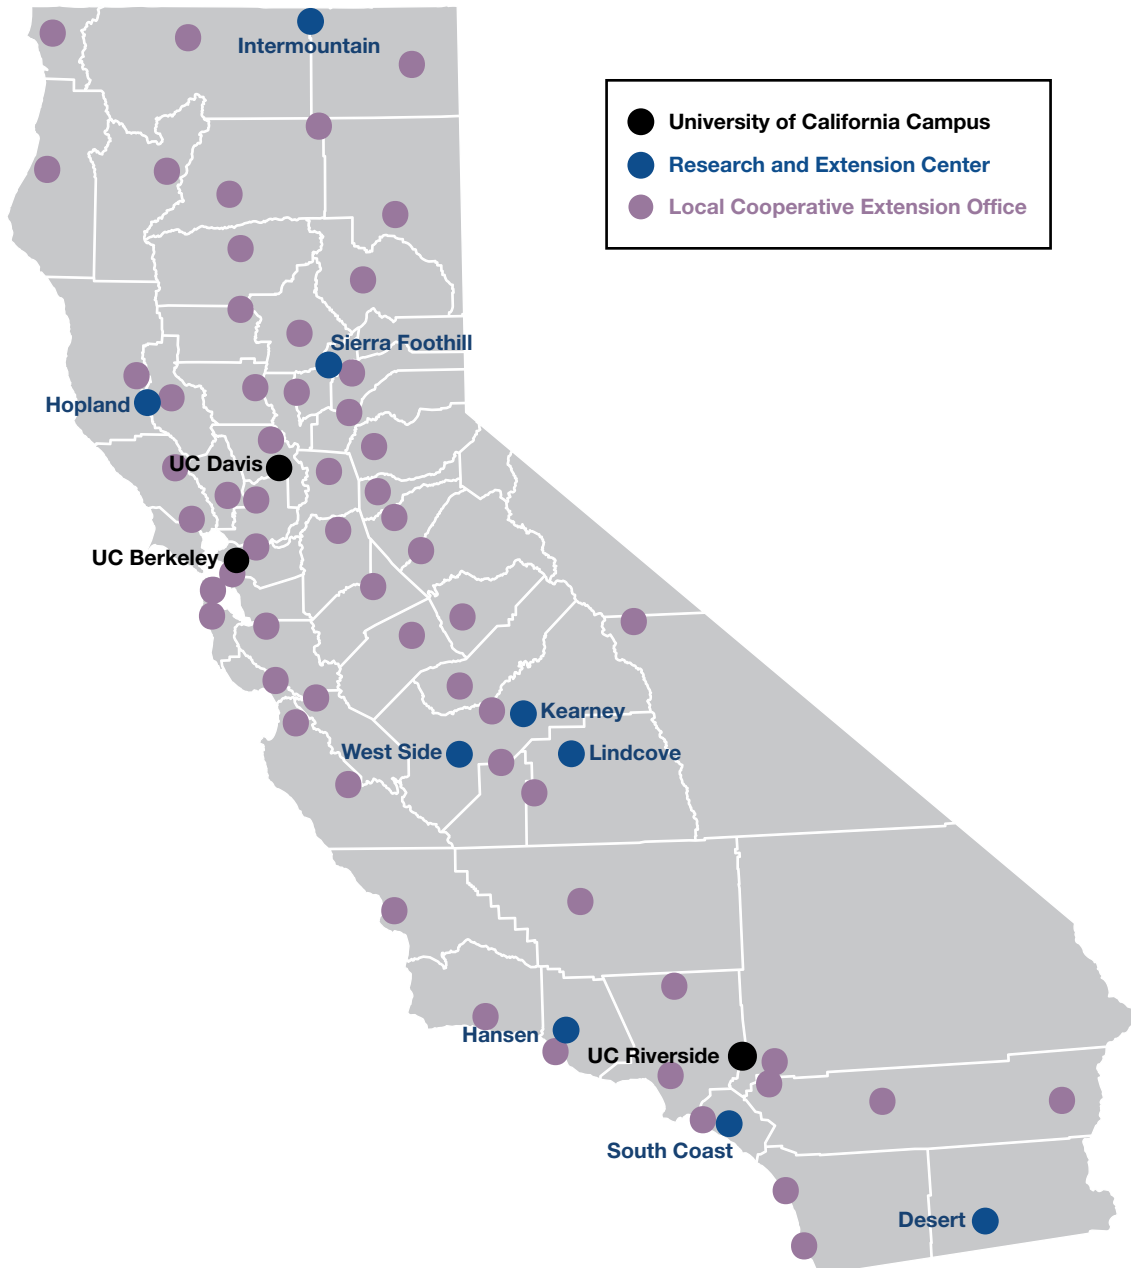 Intermountain
University of California Campus
Research and Extension Center
Local Cooperative Extension Office
Sierra Foothill
Hopland
UC Davis
UC Berkeley
Kearney
West Side
Lindcove
Hansen
UC Riverside
South Coast
Desert